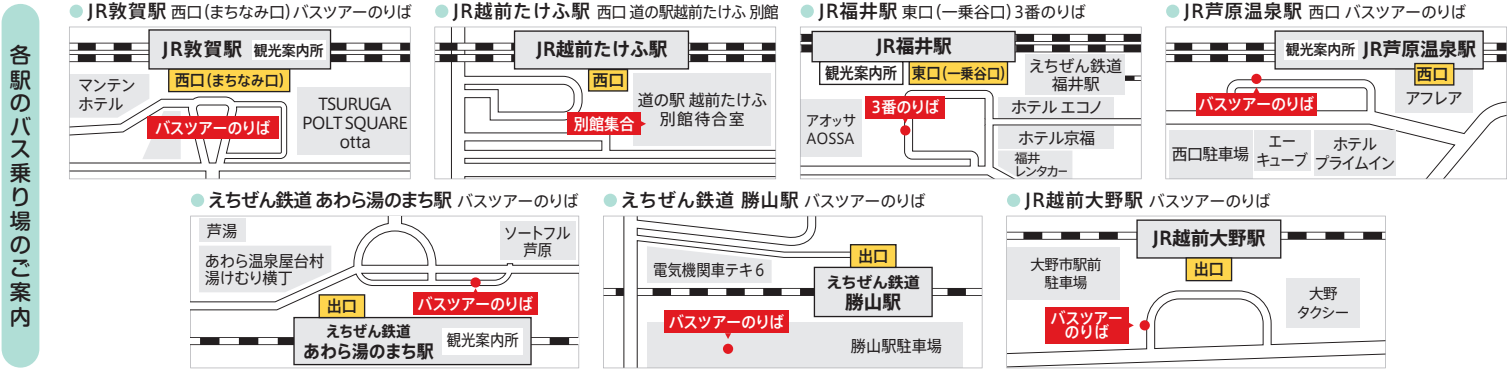 各駅のバス乗り場のご案内
JR敦賀駅 西口(まちなみ口) バスツアーのりば
JR敦賀駅 観光案内所
西口(まちなみ口)
マンテン
ホテル
バスツアーのりば
TSURUGA
POLT SQUARE
otta
JR越前たけふ駅 西口 道の駅越前たけふ 別館
JR越前たけふ駅
西口
道の駅 越前たけふ
別館待合室
別館集合
JR福井駅 東口(一乗谷口) 3番のりば
JR福井駅
観光案内所
東口(一乗谷口)
えちぜん鉄道
福井駅
3番のりば
ホテル エコノ
アオッサ
AOSSA
ホテル京福
福井
レンタカー
JR芦原温泉駅 西口 バスツアーのりば
観光案内所 JR芦原温泉駅
西口
アフレア
バスツアーのりば
西口駐車場
エー
キューブ
ホテル
プライムイン
えちぜん鉄道 あわら湯のまち駅 バスツアーのりば
芦湯
あわら温泉屋台村
湯けむり横丁
ソートフル
芦原
バスツアーのりば
出口
えちぜん鉄道
あわら湯のまち駅
観光案内所
えちぜん鉄道 勝山駅 バスツアーのりば
電気機関車テキ6
出口
えちぜん鉄道
勝山駅
バスツアーのりば
勝山駅駐車場
JR越前大野駅 バスツアーのりば
JR越前大野駅
出口
大野市駅前
駐車場
大野
タクシー
バスツアー
のりば